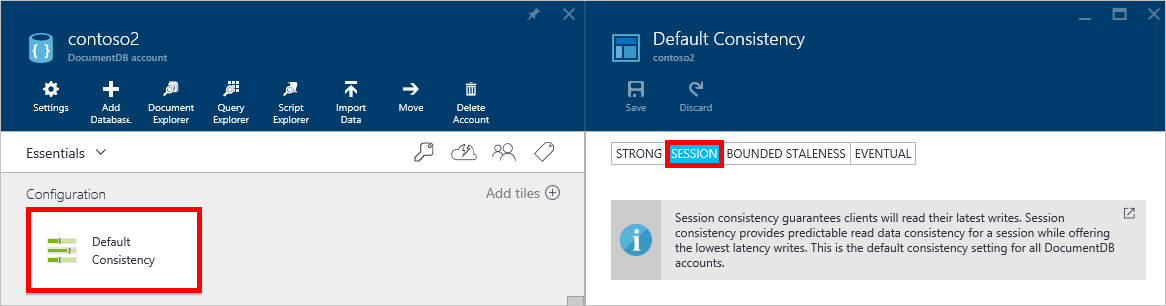 contoso2
DocumentDB account
Settings
Add
Database
Document
Explorer
Query
Explorer
Script
Explorer
Import
Data
Move
Delete
Account
Essentials
Configuration
Add tiles
Default
Consistency
Default Consistency
contoso2
Save
Discard
STRONG SESSION BOUNDED STALENESS EVENTUAL
Session consistency guarantees clients will read their latest writes. Session
consistency provides predictable read data consistency for a session while offering
the lowest latency writes. This is the default consistency setting for all DocumentDB
accounts.